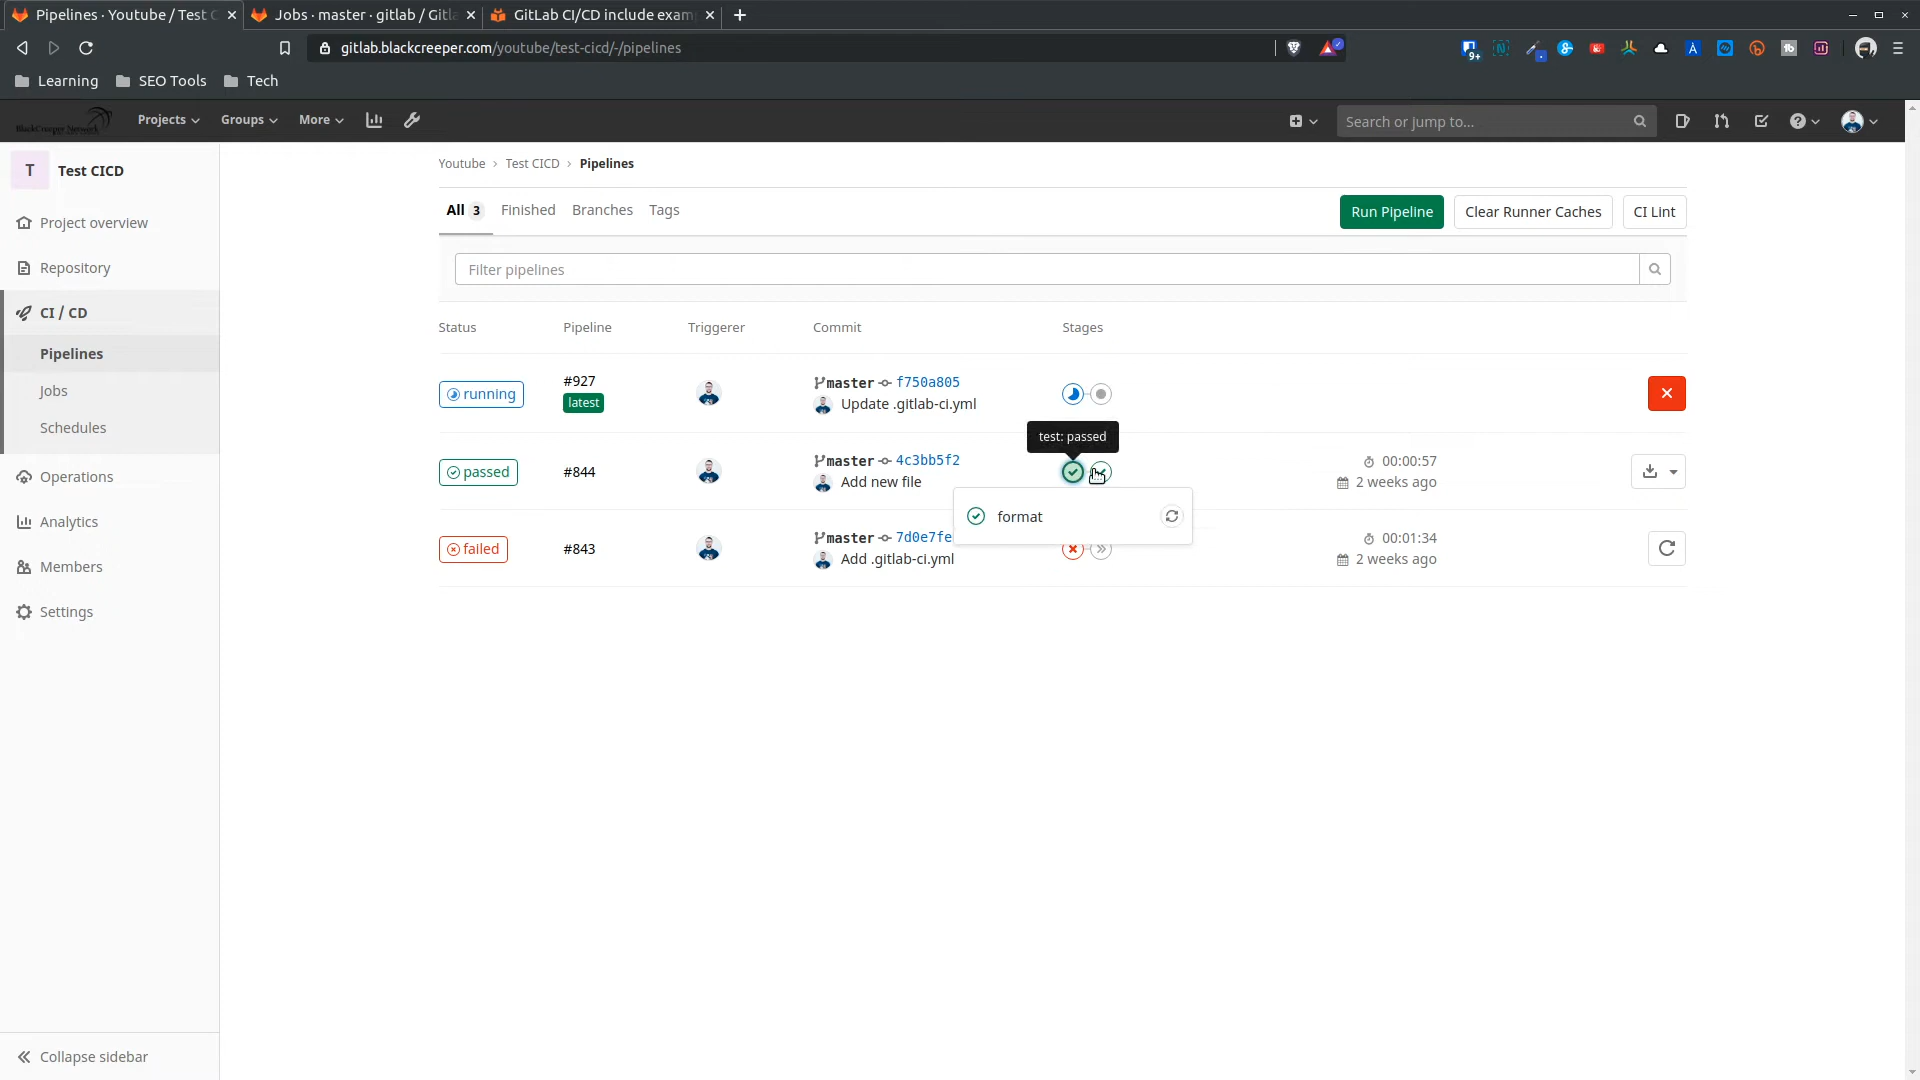 Pipelines · Youtube / Test C
Jobs · master · gitlab / Gitla
GitLab CI/CD include exam
gitlab.blackcreeper.com/youtube/test-cicd/-/pipelines
9+
Learning
SEO Tools
Tech
BlackCreeper Network
Projects
Groups
More
Search or jump to...
T
Test CICD
Project overview
Repository
CI / CD
Pipelines
Jobs
Schedules
Operations
Analytics
Members
Settings
Collapse sidebar
Youtube > Test CICD > Pipelines
All 3
Finished
Branches
Tags
Run Pipeline
Clear Runner Caches
CI Lint
Filter pipelines
Status
Pipeline
Triggerer
Commit
Stages
running
#927
latest
master f750a805
Update .gitlab-ci.yml
test: passed
passed
#844
master 4c3bb5f2
Add new file
00:00:57
2 weeks ago
format
failed
#843
master 7d0e7fe
Add .gitlab-ci.yml
00:01:34
2 weeks ago